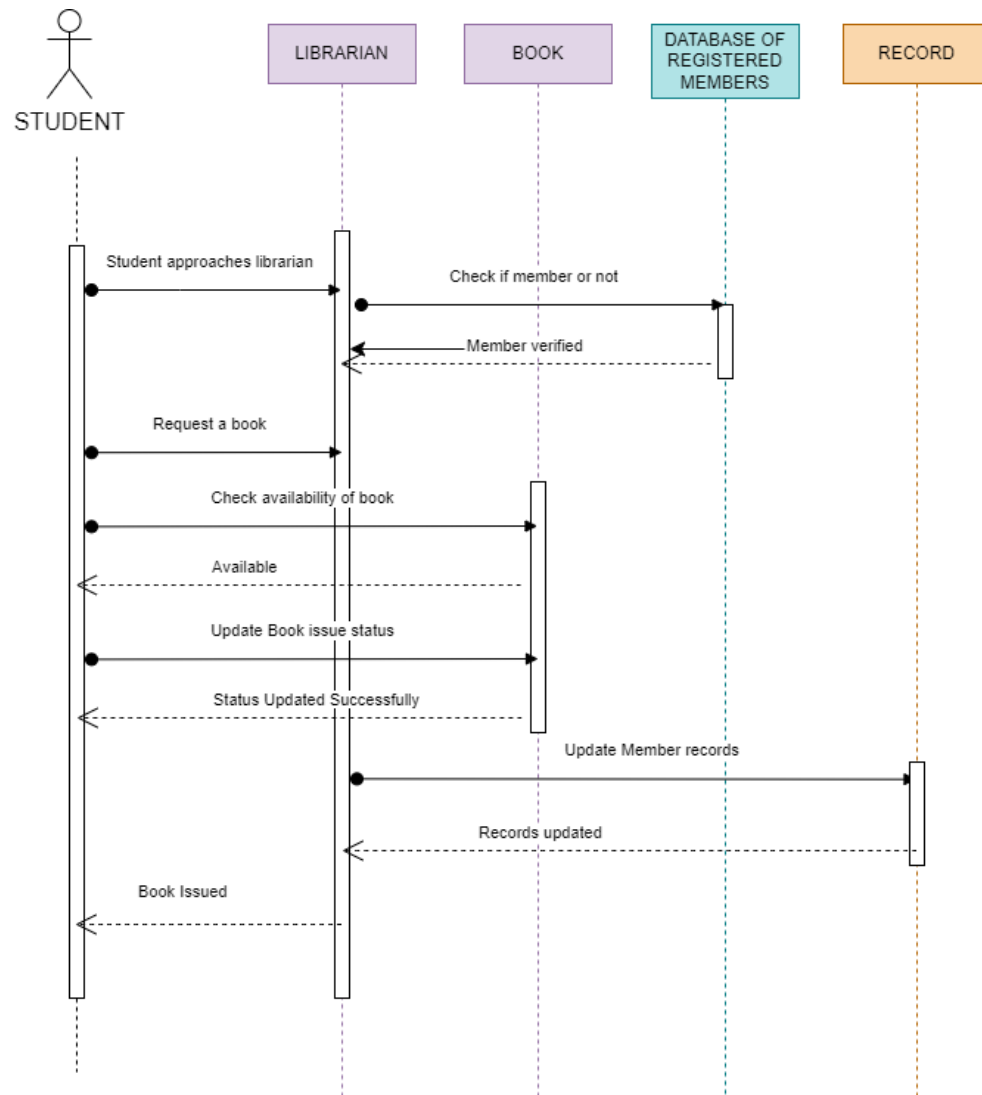 STUDENT
LIBRARIAN
BOOK
DATABASE OF
REGISTERED
MEMBERS
RECORD
Student approaches librarian
Check if member or not
Member verified
Request a book
Check availability of book
Available
Update Book issue status
Status Updated Successfully
Update Member records
Records updated
Book Issued